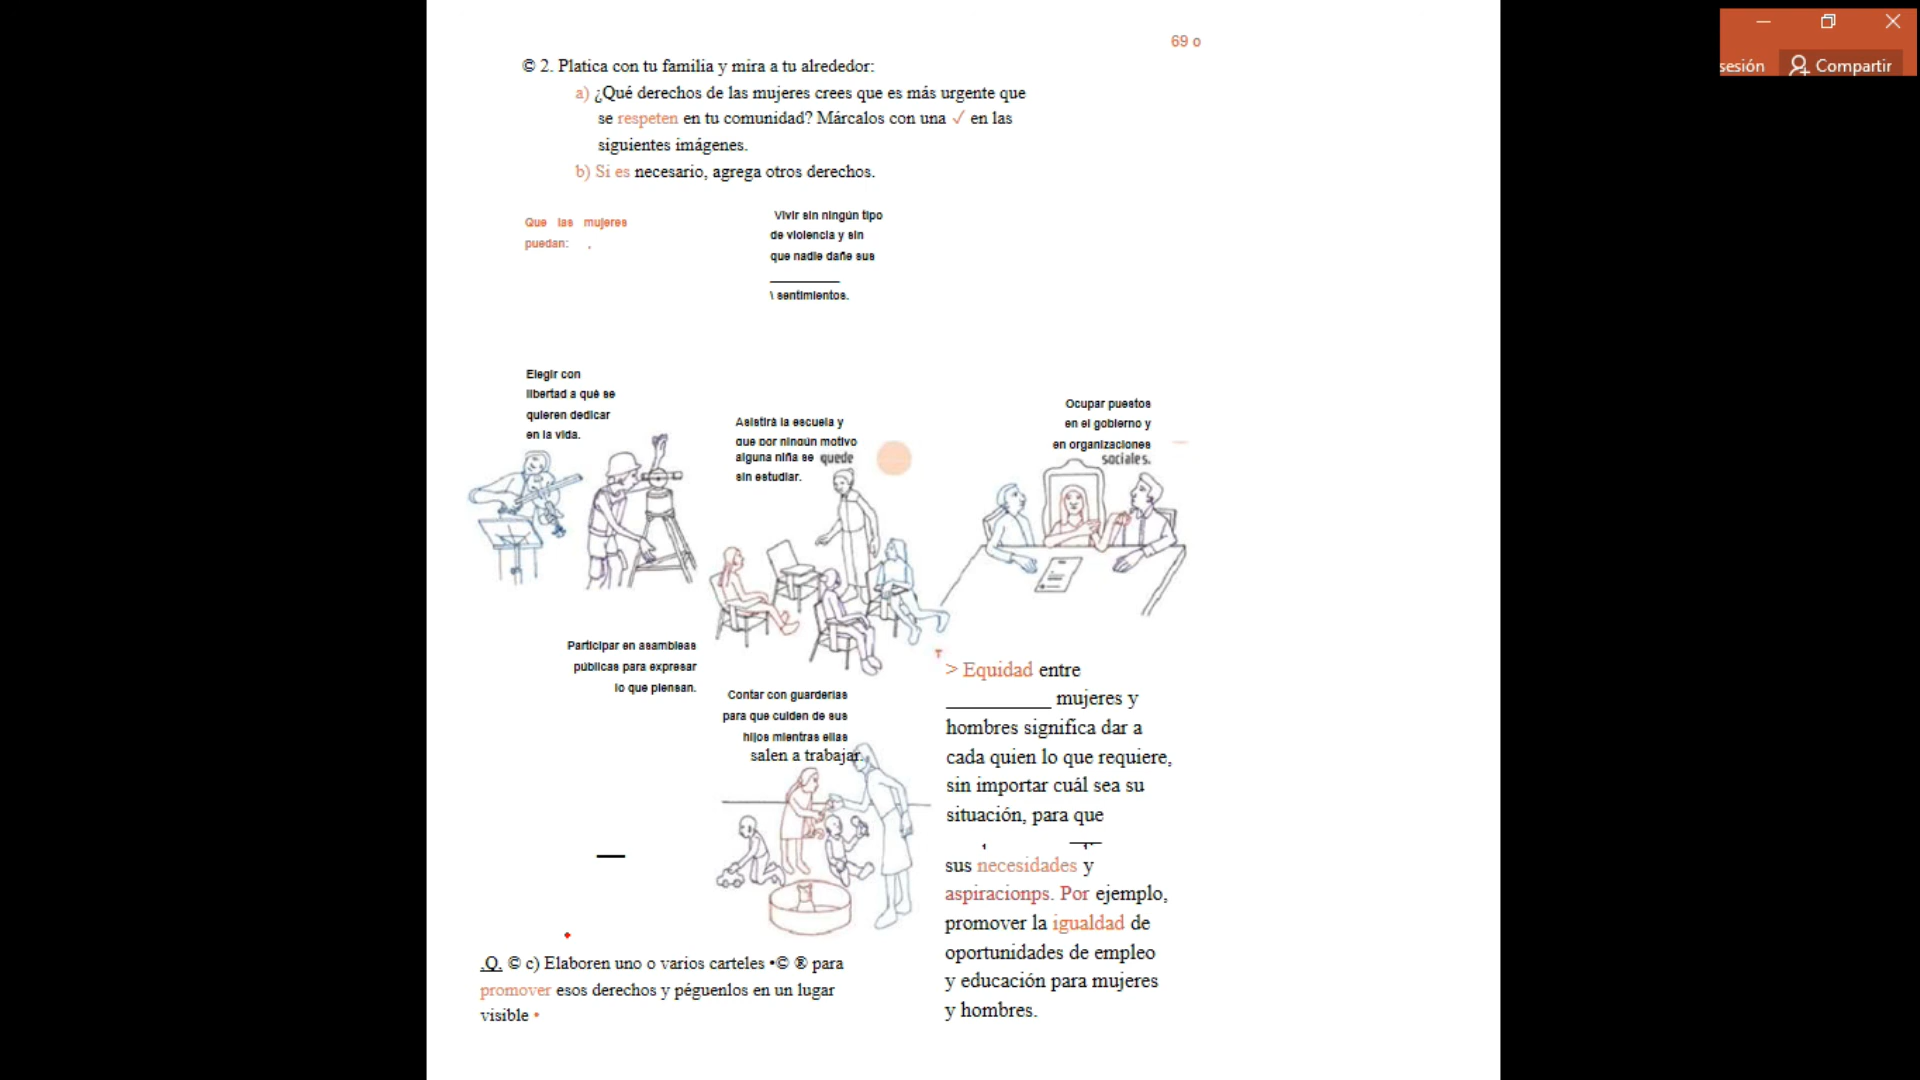 69 o
sesión Compartir
© 2. Platica con tu familia y mira a tu alrededor:
a) ¿Qué derechos de las mujeres crees que es más urgente que
se respeten en tu comunidad? Márcalos con una ✓ en las
siguientes imágenes.
b) Si es necesario, agrega otros derechos.
Que las mujeres
puedan:
Vivir sin ningún tipo
de violencia y sin
que nadie dañe sus
\ sentimientos.
Elegir con
libertad a qué se
quieren dedicar
en la vida.
Asistirá la escuela y
que por ningún motivo
alguna niña se quede
sin estudiar.
Ocupar puestos
en el gobierno y
en organizaciones
sociales.
Participar en asambleas
públicas para expresar
lo que piensan.
Contar con guarderías
para que cuiden de sus
hijos mientras ellas
salen a trabajar.
T
> Equidad entre
__________ mujeres y
hombres significa dar a
cada quien lo que requiere,
sin importar cuál sea su
situación, para que
sus necesidades y
aspiracionps. Por ejemplo,
promover la igualdad de
oportunidades de empleo
y educación para mujeres
y hombres.
.Q. © c) Elaboren uno o varios carteles •© ® para
promover esos derechos y péguenlos en un lugar
visible •